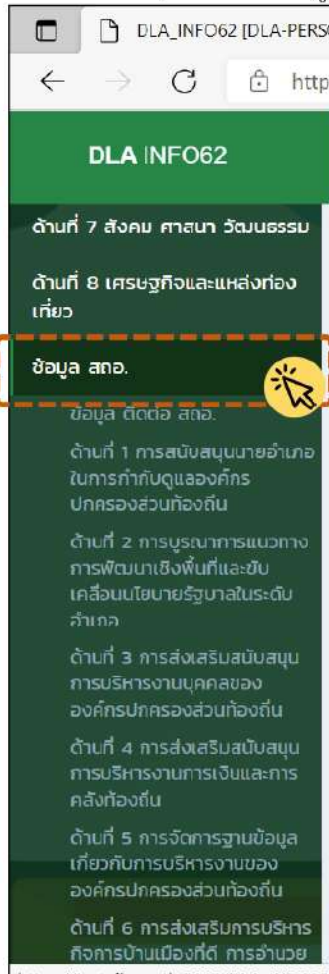 DLA_INFO62 [DLA-PERS
http
DLA INFO62
ด้านที่ 7 สังคม ศาสนา วัฒนธรรม
ด้านที่ 8 เศรษฐกิจและแหล่งท่อง
เที่ยว
ข้อมูล สถอ.
ข้อมูล ติดต่อ สถอ.
ด้านที่ 1 การสนับสนุนนายอำเภอ
ในการกำกับดูแลองค์กร
ปกครองส่วนท้องถิ่น
ด้านที่ 2 การบูรณาการแนวทาง
การพัฒนาเชิงพื้นที่และขับ
เคลื่อนนโยบายรัฐบาลในระดับ
อำเภอ
ด้านที่ 3 การส่งเสริมสนับสนุน
การบริหารงานบุคคลของ
องค์กรปกครองส่วนท้องถิ่น
ด้านที่ 4 การส่งเสริมสนับสนุน
การบริหารงานการเงินและการ
คลังท้องถิ่น
ด้านที่ 5 การจัดการฐานข้อมูล
เกี่ยวกับการบริหารงานของ
องค์กรปกครองส่วนท้องถิ่น
ด้านที่ 6 การส่งเสริมการบริหาร
กิจการบ้านเมืองที่ดี การอำนวย